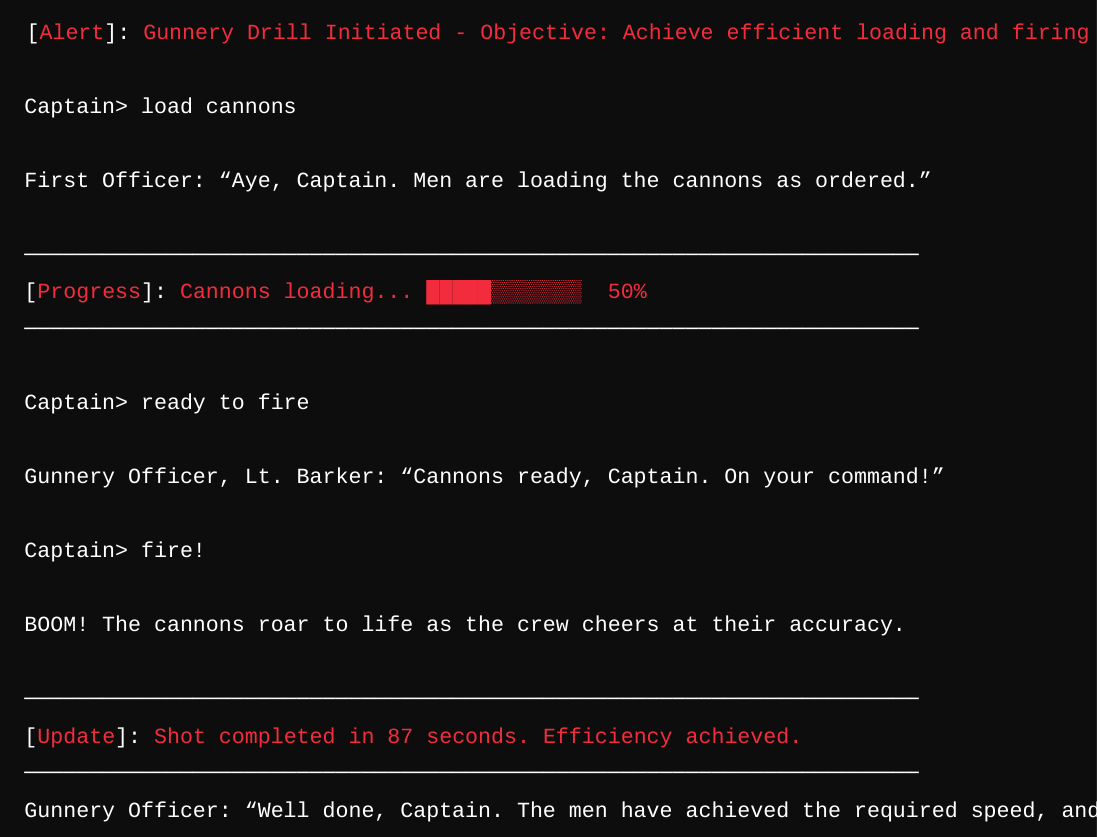 [Alert]: Gunnery Drill Initiated - Objective: Achieve efficient loading and firing
Captain> load cannons
First Officer: “Aye, Captain. Men are loading the cannons as ordered.”
[Progress]: Cannons loading... █████▒▒▒▒▒▒▒ 50%
Captain> ready to fire
Gunnery Officer, Lt. Barker: “Cannons ready, Captain. On your command!”
Captain> fire!
BOOM! The cannons roar to life as the crew cheers at their accuracy.
[Update]: Shot completed in 87 seconds. Efficiency achieved.
Gunnery Officer: “Well done, Captain. The men have achieved the required speed, and